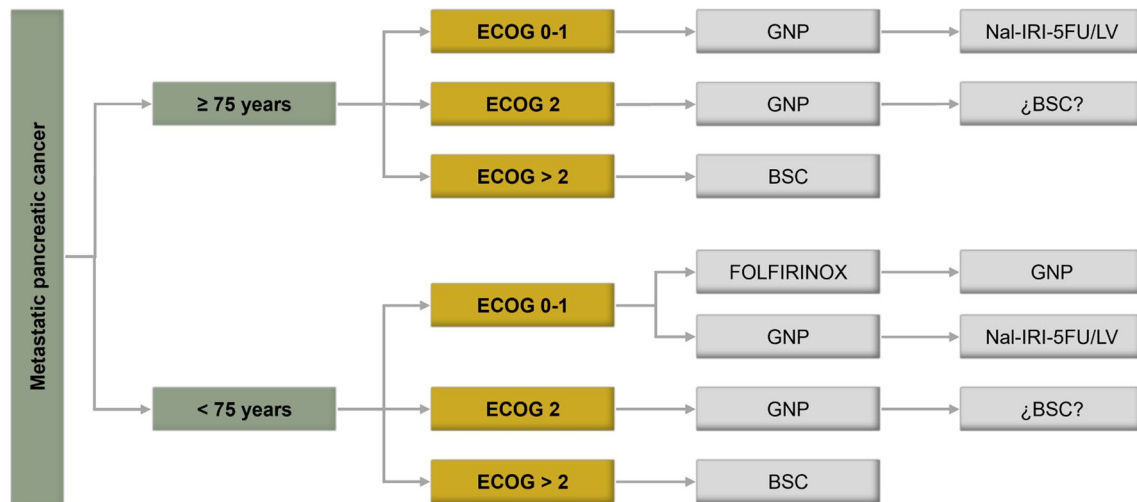 Metastatic pancreatic cancer
≥ 75 years
ECOG 0-1
GNP
Nal-IRI-5FU/LV
ECOG 2
GNP
¿BSC?
ECOG > 2
BSC
< 75 years
ECOG 0-1
FOLFIRINOX
GNP
GNP
Nal-IRI-5FU/LV
ECOG 2
GNP
¿BSC?
ECOG > 2
BSC